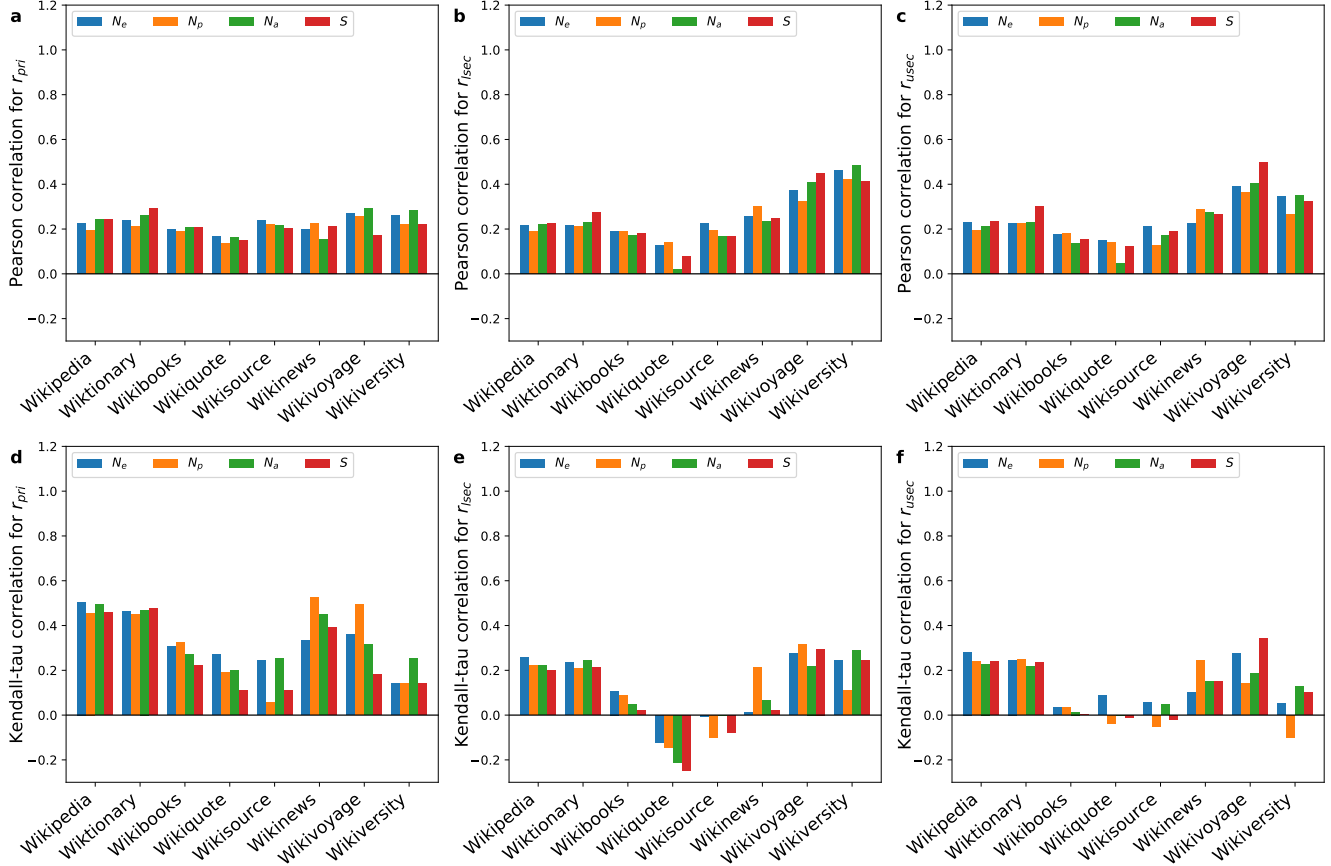 a
N_e N_p N_a S
Pearson correlation for r_pri
1.2
1.0
0.8
0.6
0.4
0.2
0.0
−0.2
Wikipedia
Wiktionary
Wikibooks
Wikiquote
Wikisource
Wikinews
Wikivoyage
Wikiversity
b
N_e N_p N_a S
Pearson correlation for r_lsec
1.2
1.0
0.8
0.6
0.4
0.2
0.0
−0.2
Wikipedia
Wiktionary
Wikibooks
Wikiquote
Wikisource
Wikinews
Wikivoyage
Wikiversity
c
N_e N_p N_a S
Pearson correlation for r_usec
1.2
1.0
0.8
0.6
0.4
0.2
0.0
−0.2
Wikipedia
Wiktionary
Wikibooks
Wikiquote
Wikisource
Wikinews
Wikivoyage
Wikiversity
d
N_e N_p N_a S
Kendall-tau correlation for r_pri
1.2
1.0
0.8
0.6
0.4
0.2
0.0
−0.2
Wikipedia
Wiktionary
Wikibooks
Wikiquote
Wikisource
Wikinews
Wikivoyage
Wikiversity
e
N_e N_p N_a S
Kendall-tau correlation for r_lsec
1.2
1.0
0.8
0.6
0.4
0.2
0.0
−0.2
Wikipedia
Wiktionary
Wikibooks
Wikiquote
Wikisource
Wikinews
Wikivoyage
Wikiversity
f
N_e N_p N_a S
Kendall-tau correlation for r_usec
1.2
1.0
0.8
0.6
0.4
0.2
0.0
−0.2
Wikipedia
Wiktionary
Wikibooks
Wikiquote
Wikisource
Wikinews
Wikivoyage
Wikiversity